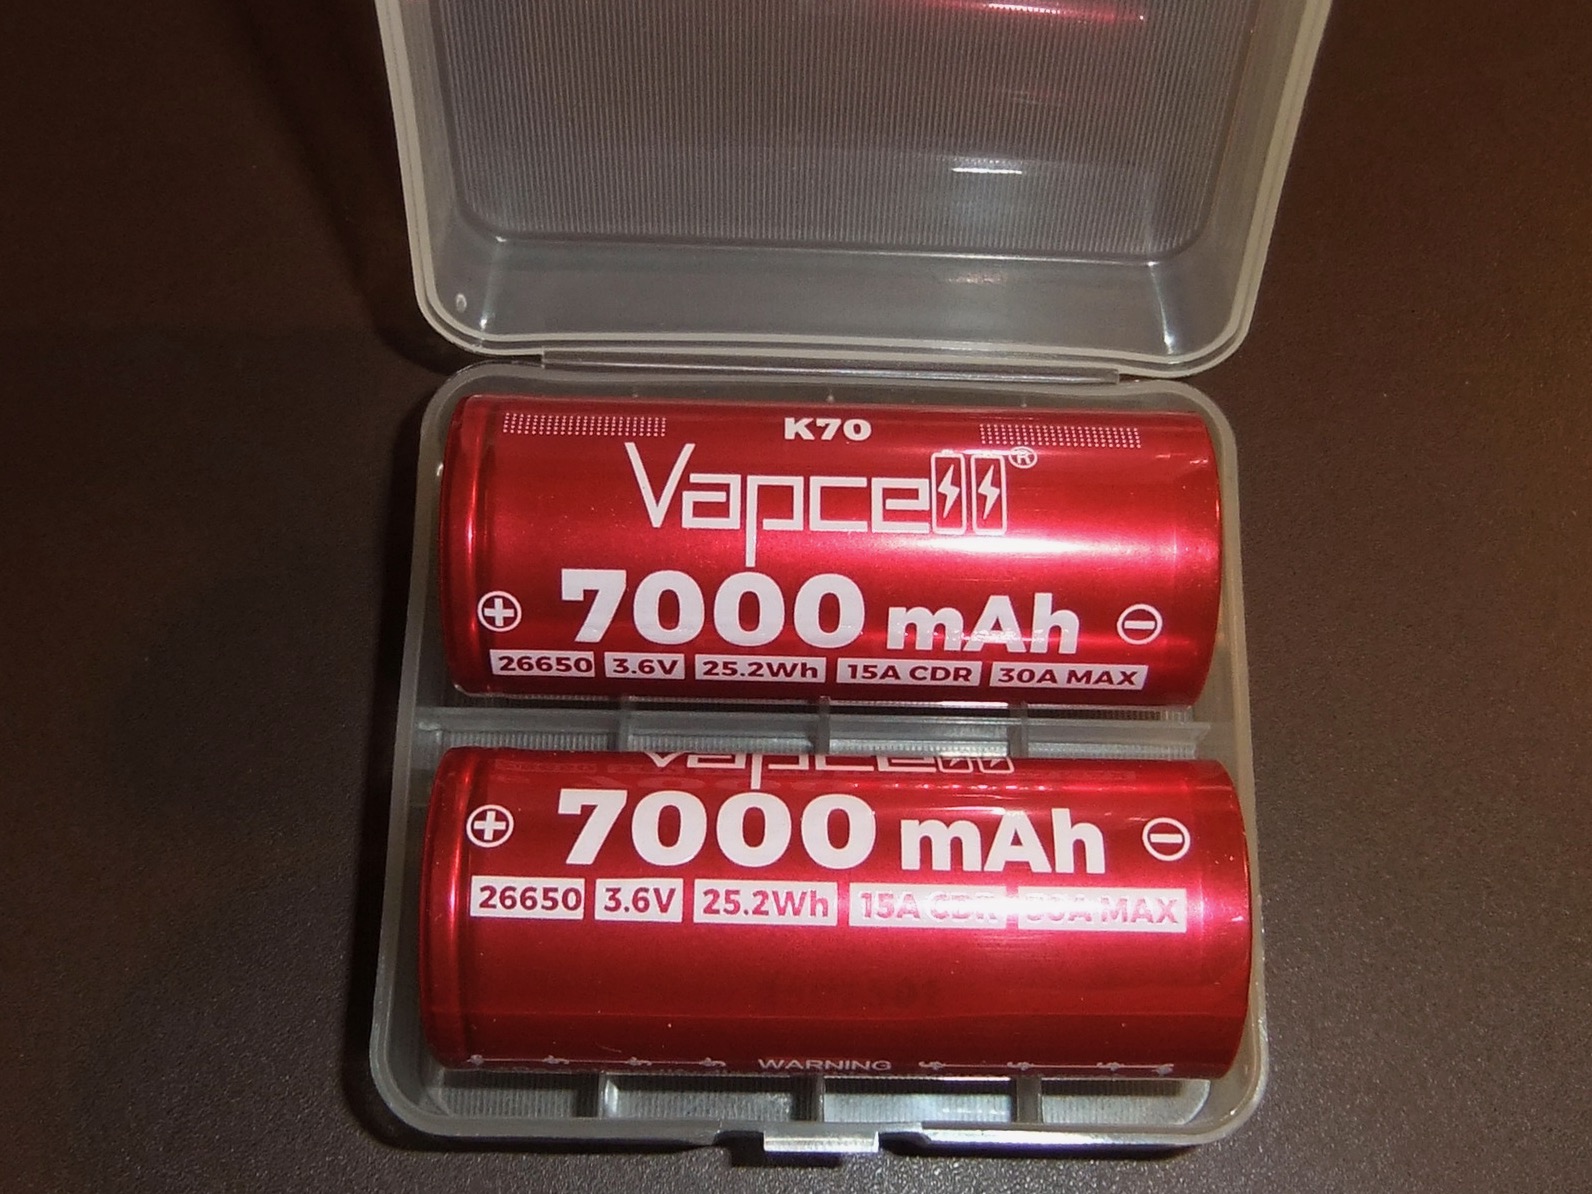 K70
Vapcell®
+ 7000 mAh -
26650 3.6V 25.2Wh 15A CDR 30A MAX
Vapcell
+ 7000 mAh -
26650 3.6V 25.2Wh 15A CDR 30A MAX
WARNING